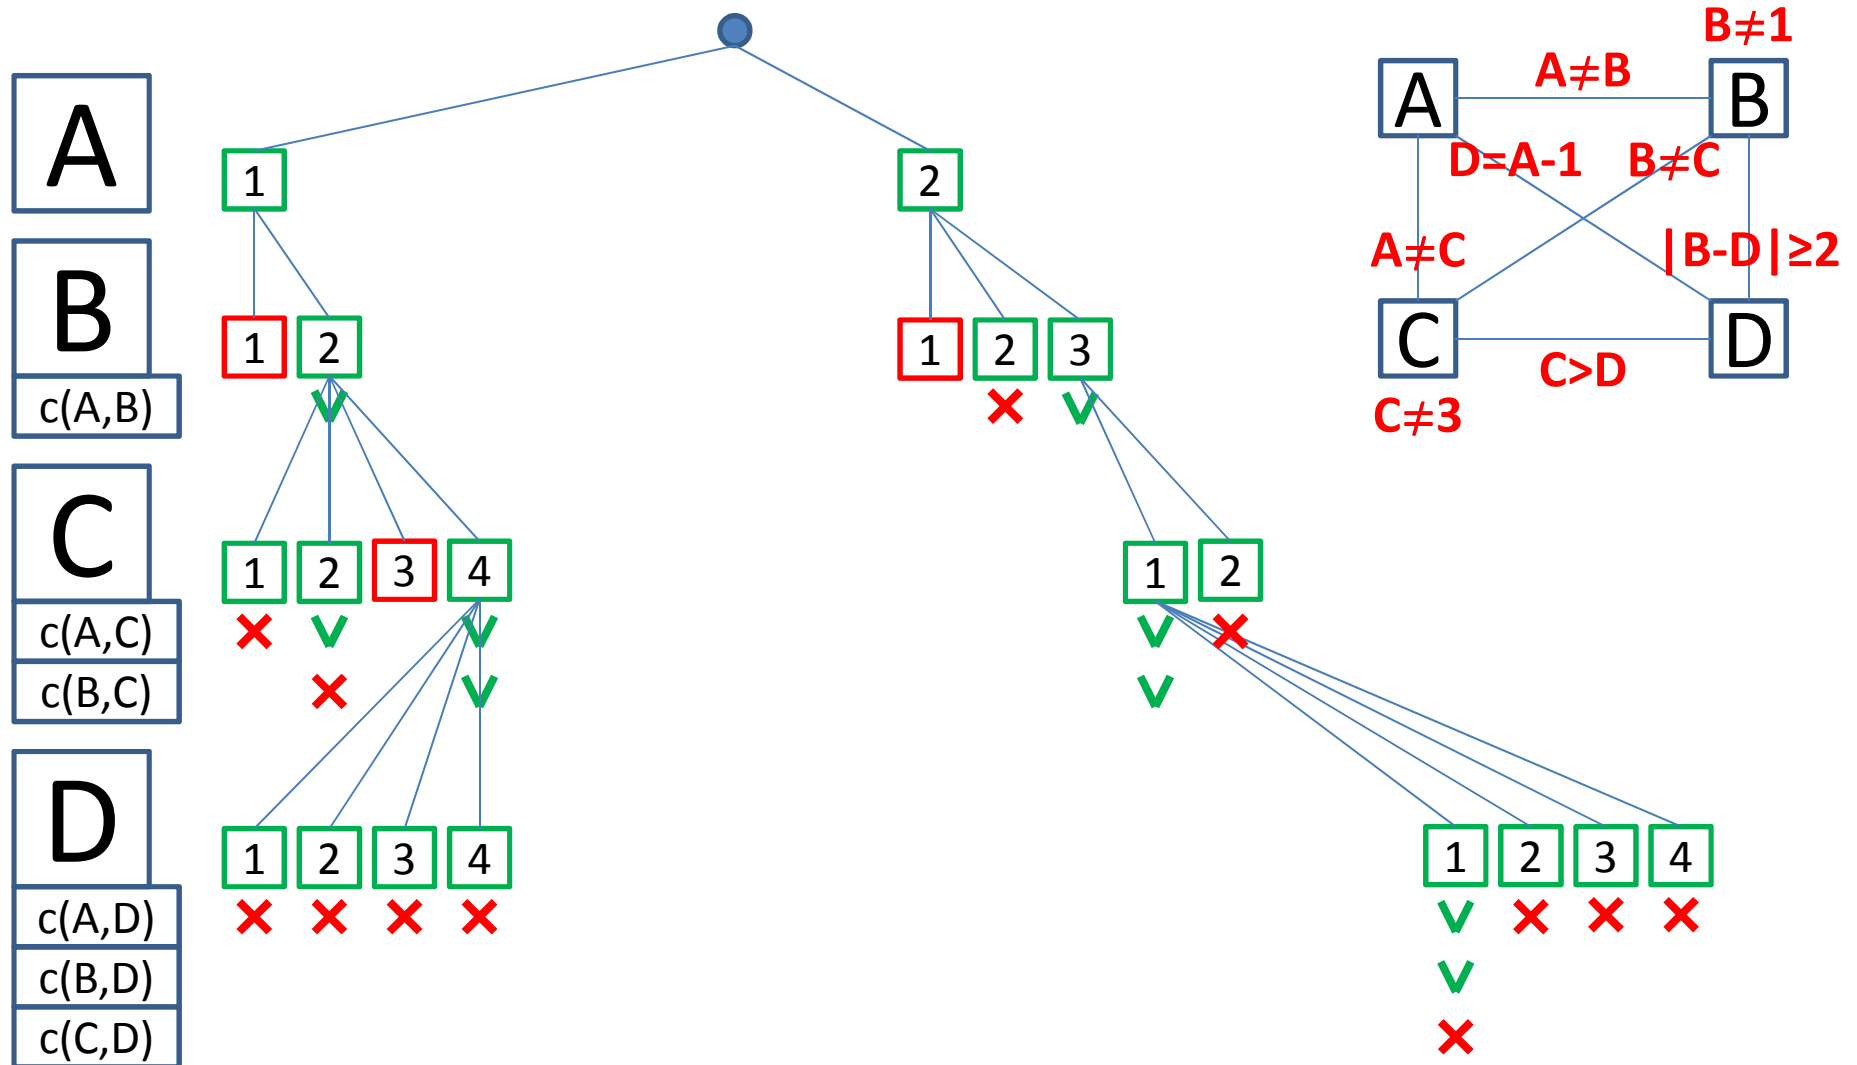 B≠1
A
B
A≠B
A
1
2
D=A-1
B≠C
B
A≠C
|B-D|≥2
1
2
1
2
3
C
D
C>D
c(A,B)
C≠3
C
1
2
3
4
1
2
c(A,C)
c(B,C)
D
1
2
3
4
1
2
3
4
c(A,D)
c(B,D)
c(C,D)